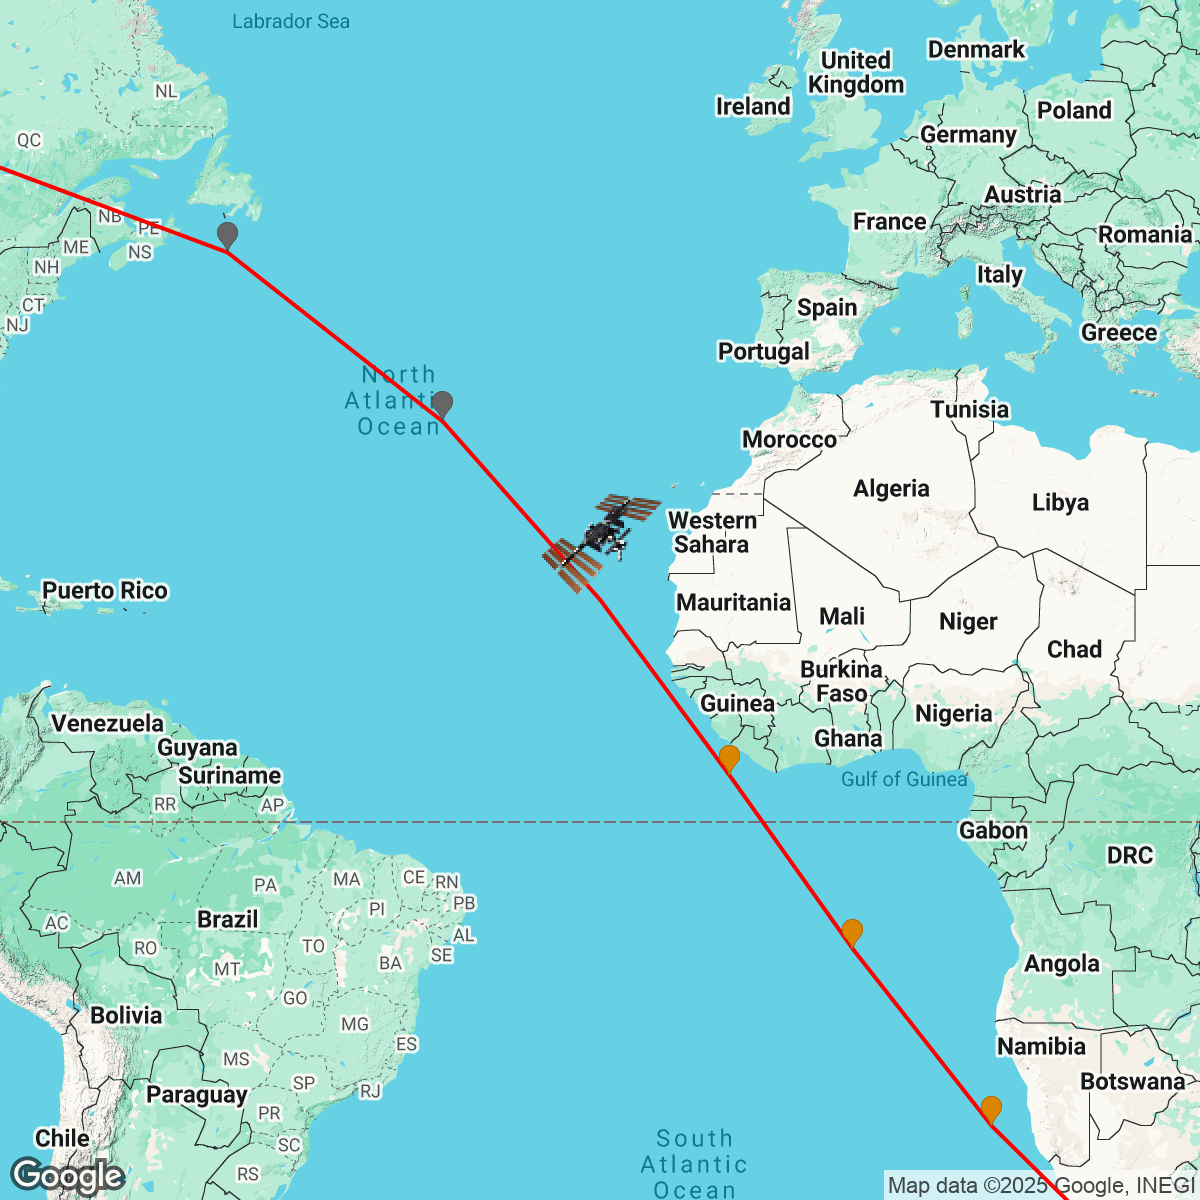 Labrador Sea
Denmark
United
Kingdom
Ireland
Poland
NL
Germany
QC
Austria
NB
France
PE
Romania
ME
NS
NH
Italy
CT
Spain
NJ
Greece
Portugal
North
Atlantic
Ocean
Tunisia
Morocco
Algeria
Libya
Western
Sahara
Puerto Rico
Mauritania
Mali
Niger
Chad
Burkina
Faso
Guinea
Nigeria
Venezuela
Guyana
Ghana
Suriname
Gulf of Guinea
RR
AP
Gabon
DRC
AM
PA
MA
CE
RN
PB
PI
AC
Brazil
AL
RO
TO
SE
MT
BA
Angola
GO
Bolivia
MG
ES
Namibia
MS
SP
RJ
Botswana
Paraguay
PR
Chile
SC
South
Atlantic
Ocean
RS
Google
Map data ©2025 Google, INEGI